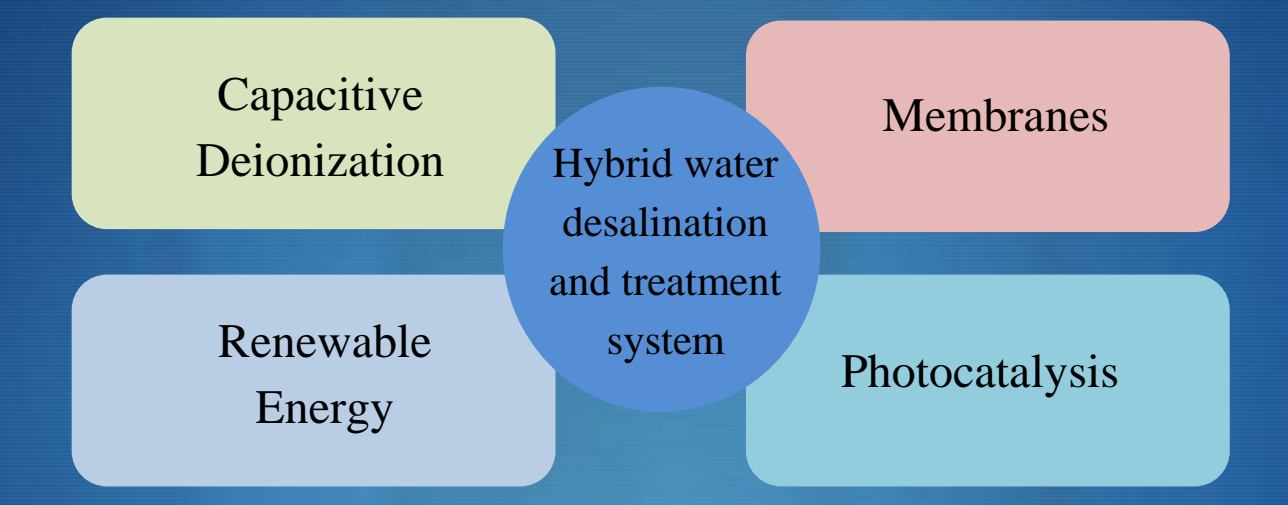 Capacitive
Deionization
Membranes
Hybrid water
desalination
and treatment
system
Renewable
Energy
Photocatalysis